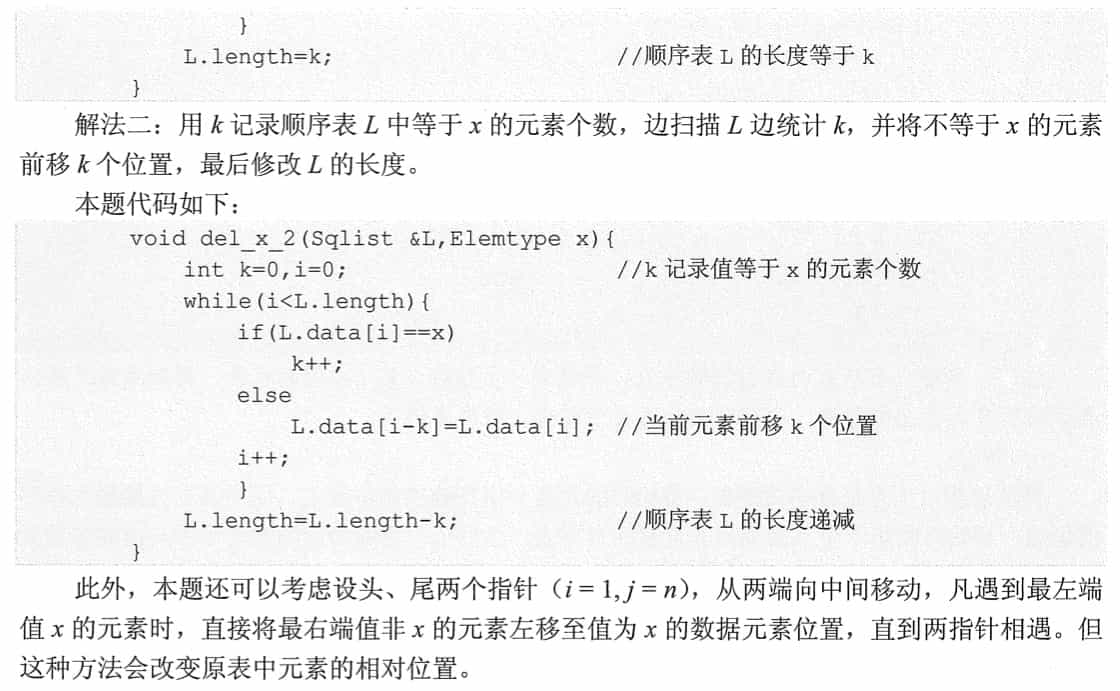 }
L.length=k; //顺序表 L 的长度等于 k
}
解法二：用 k 记录顺序表 L 中等于 x 的元素个数，边扫描 L 边统计 k，并将不等于 x 的元素
前移 k 个位置，最后修改 L 的长度。
本题代码如下：
void del_x_2(Sqlist &L,Elemtype x){
int k=0,i=0; //k 记录值等于 x 的元素个数
while(i<L.length){
if(L.data[i]==x)
k++;
else
L.data[i-k]=L.data[i]; //当前元素前移 k 个位置
i++;
}
L.length=L.length-k; //顺序表 L 的长度递减
}
此外，本题还可以考虑设头、尾两个指针（i = 1, j = n），从两端向中间移动，凡遇到最左端
值 x 的元素时，直接将最右端值非 x 的元素左移至值为 x 的数据元素位置，直到两指针相遇。但
这种方法会改变原表中元素的相对位置。